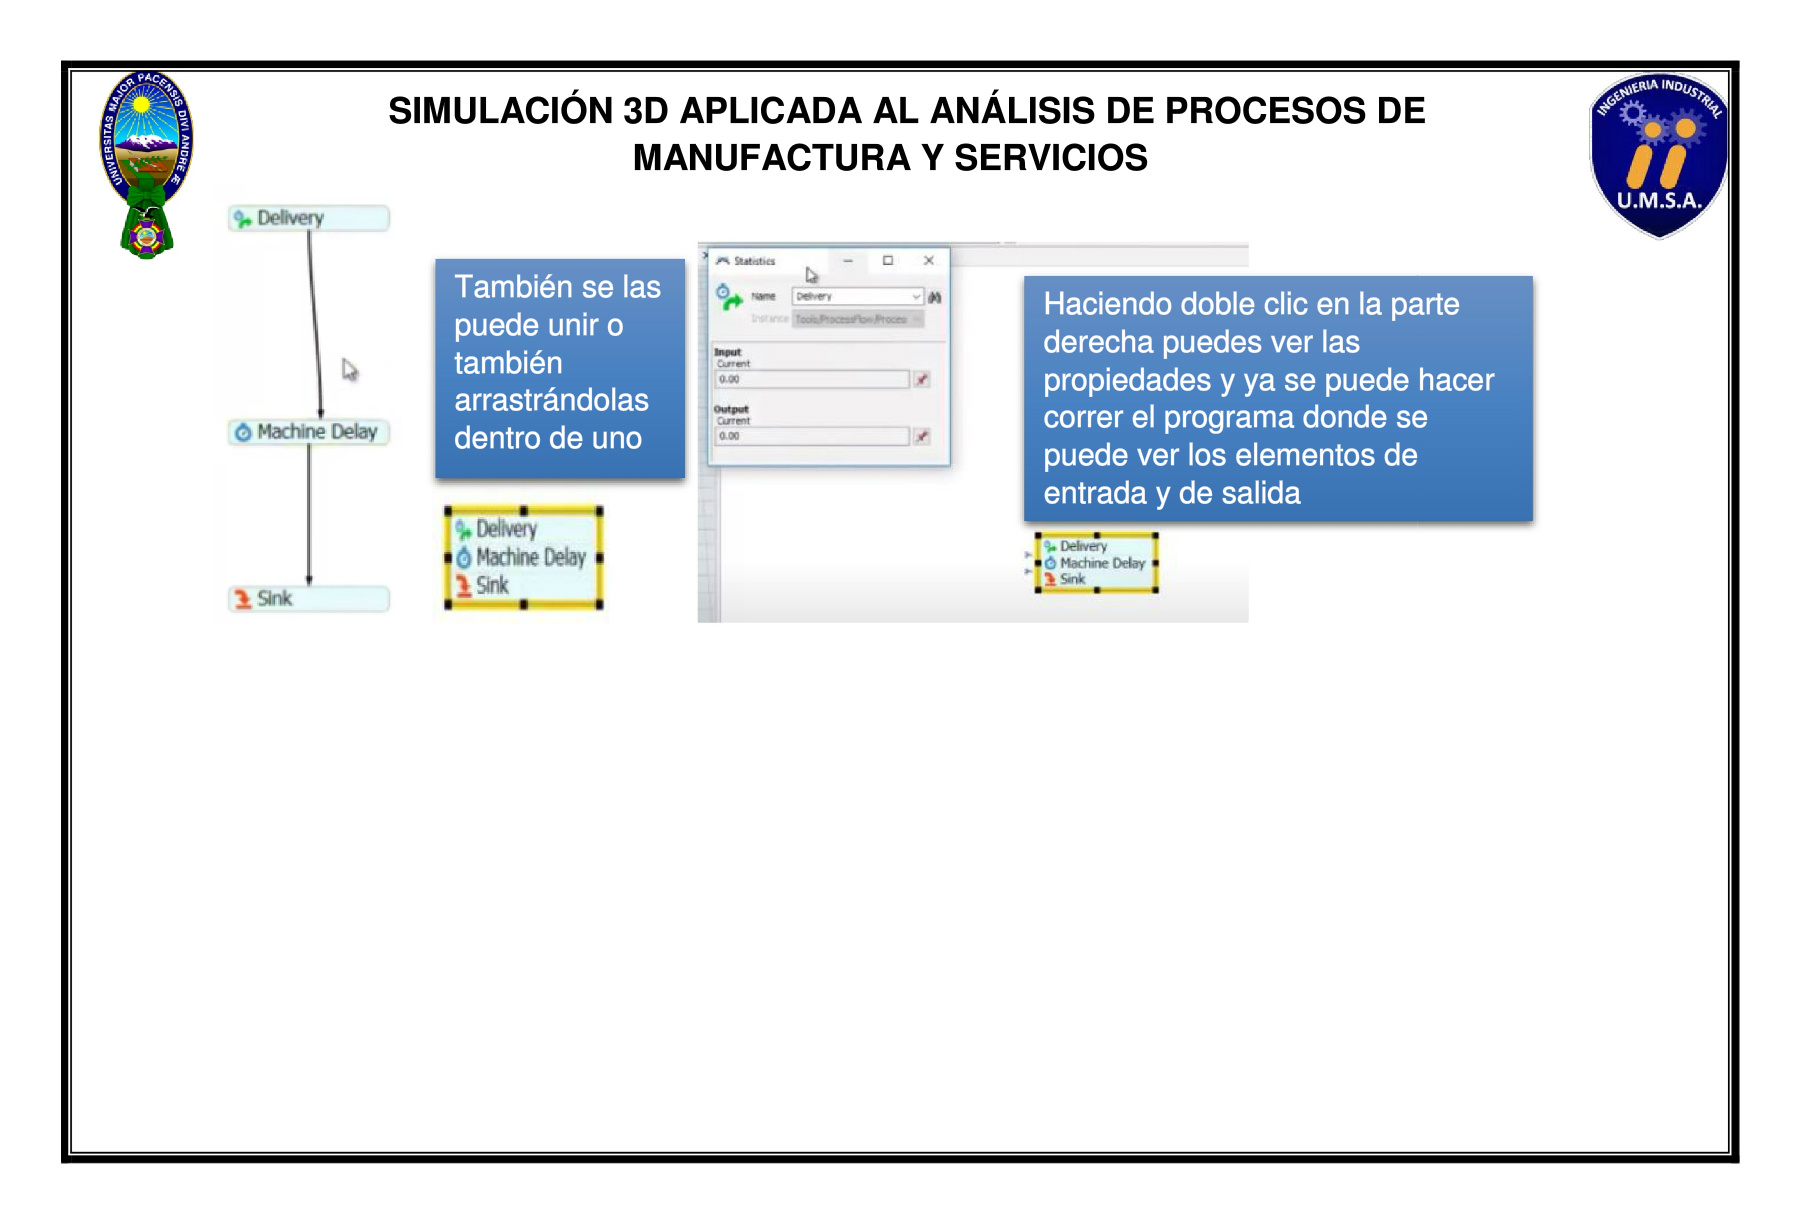 UNIVERSITAS MAJOR PACENSIS DIVI ANDREÆ
SIMULACIÓN 3D APLICADA AL ANÁLISIS DE PROCESOS DE
MANUFACTURA Y SERVICIOS
INGENIERIA INDUSTRIAL
U.M.S.A.
Delivery
Machine Delay
Sink
También se las
puede unir o
también
arrastrándolas
dentro de uno
Delivery
Machine Delay
Sink
Statistics
Name Delivery
Instance Tools/ProcessFlow/Proces
Input
Current
0.00
Output
Current
0.00
Haciendo doble clic en la parte
derecha puedes ver las
propiedades y ya se puede hacer
correr el programa donde se
puede ver los elementos de
entrada y de salida
Delivery
Machine Delay
Sink